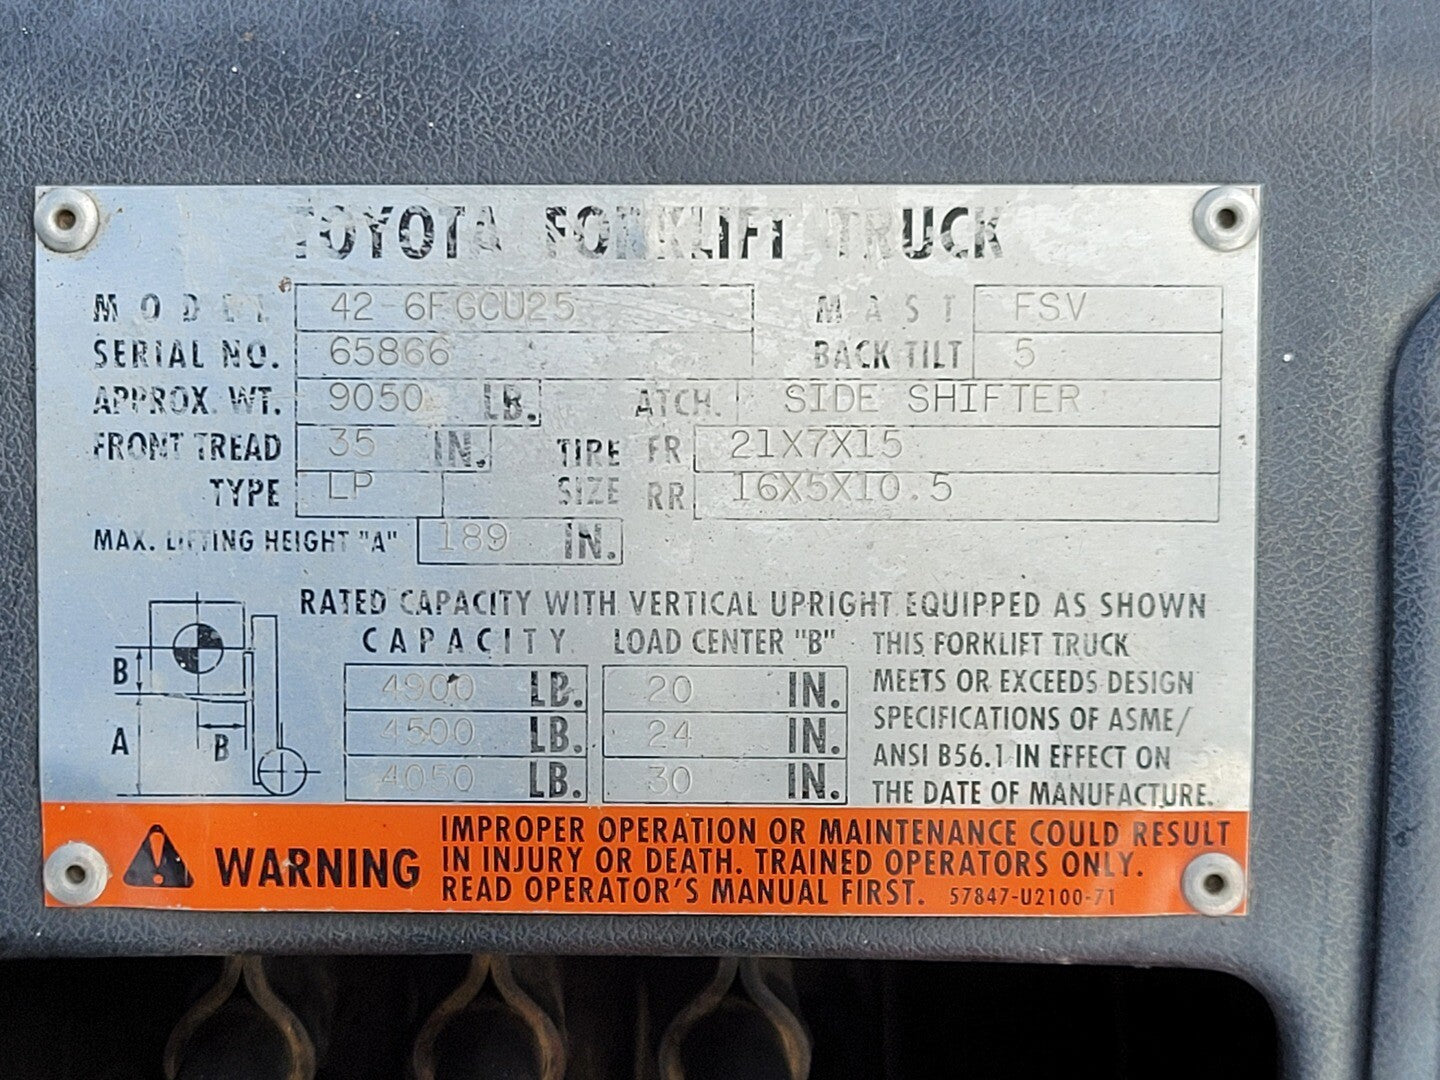 TOYOTA FORKLIFT TRUCK
MODEL 42-6FGCU25 MAST FSV
SERIAL NO. 65866 BACK TILT 5
APPROX. WT. 9050 LB. ATCH. SIDE SHIFTER
FRONT TREAD 35 IN. TIRE FR 21X7X15
TYPE LP SIZE RR 16X5X10.5
MAX. LIFTING HEIGHT "A" 189 IN.
RATED CAPACITY WITH VERTICAL UPRIGHT EQUIPPED AS SHOWN
CAPACITY LOAD CENTER "B"
4900 LB. 20 IN.
4500 LB. 24 IN.
4050 LB. 30 IN.
B
A
B
THIS FORKLIFT TRUCK
MEETS OR EXCEEDS DESIGN
SPECIFICATIONS OF ASME/
ANSI B56.1 IN EFFECT ON
THE DATE OF MANUFACTURE.
WARNING
IMPROPER OPERATION OR MAINTENANCE COULD RESULT
IN INJURY OR DEATH. TRAINED OPERATORS ONLY.
READ OPERATOR'S MANUAL FIRST. 57847-U2100-71